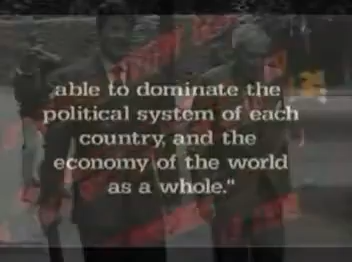 able to dominate the
political system of each
country, and the
economy of the world
as a whole."